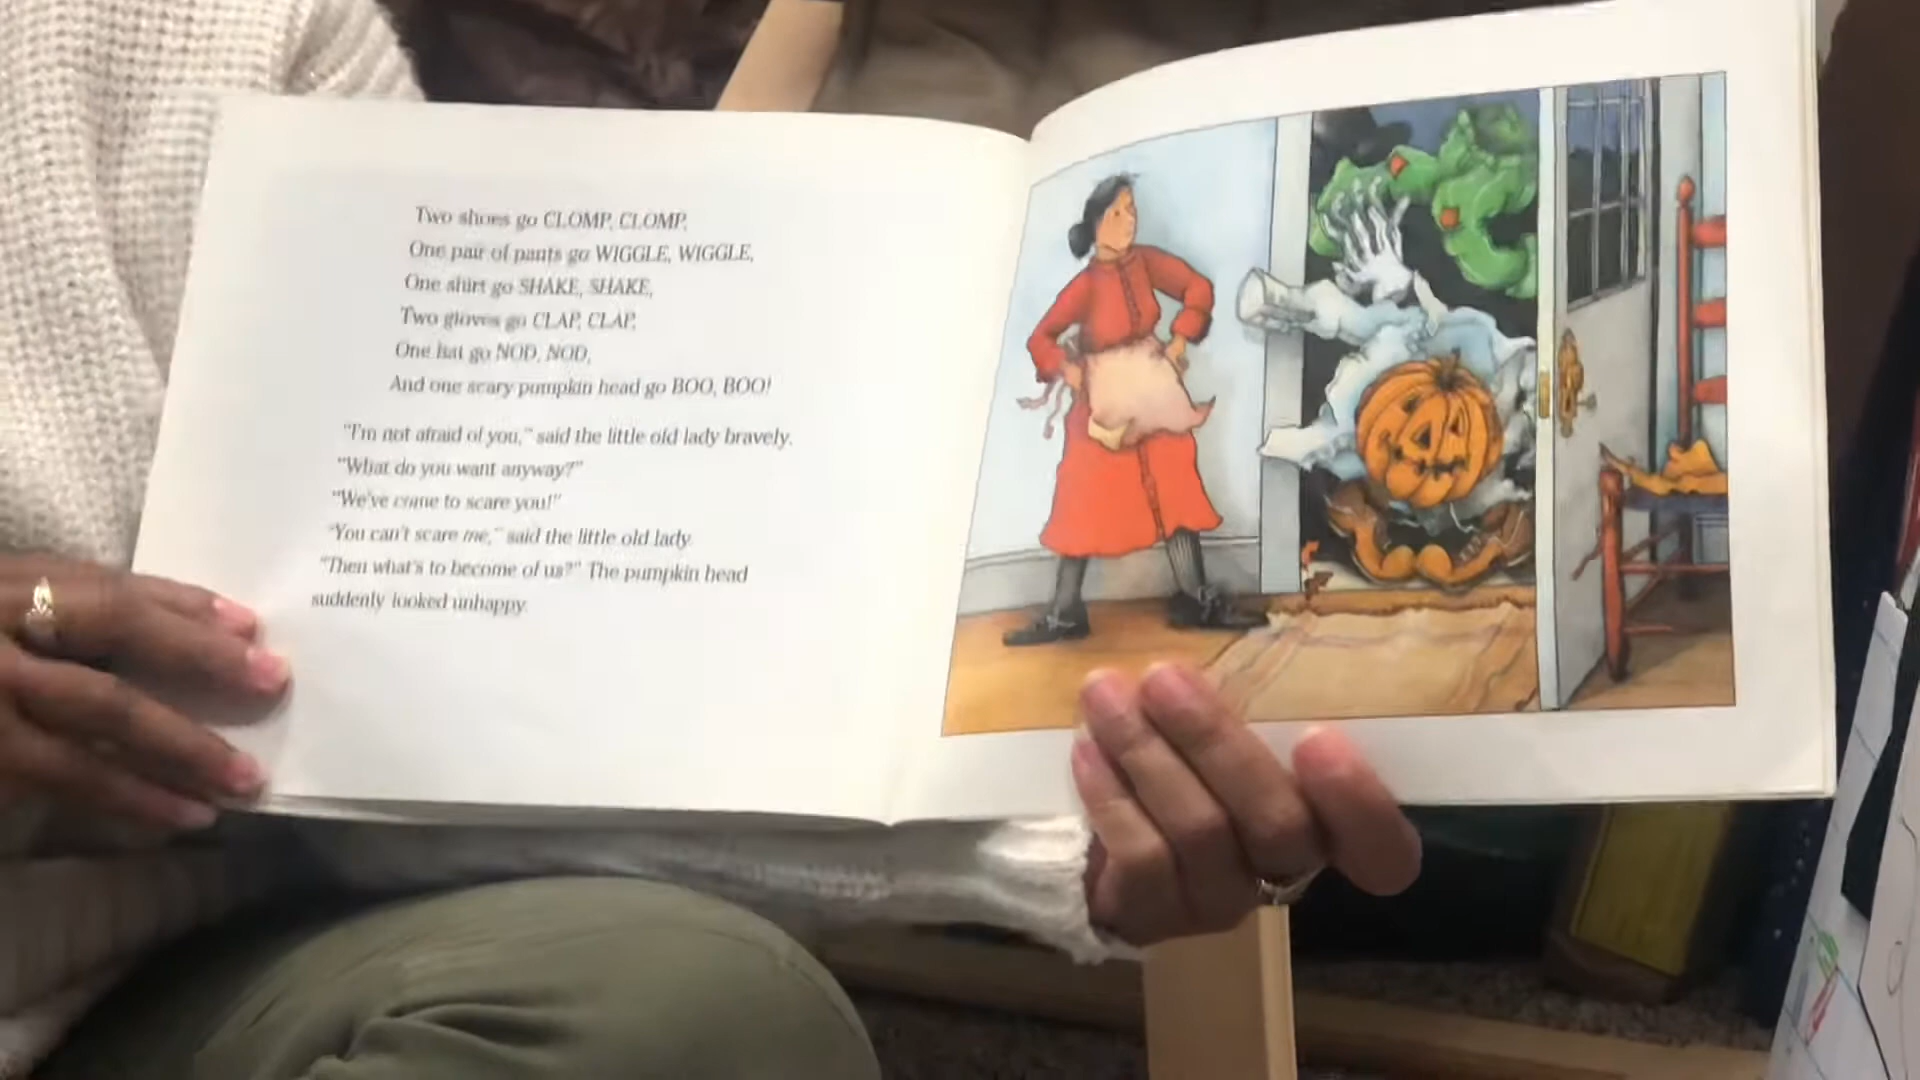 Two shoes go CLOMP, CLOMP,
One pair of pants go WIGGLE, WIGGLE,
One shirt go SHAKE, SHAKE,
Two gloves go CLAP, CLAP,
One hat go NOD, NOD,
And one scary pumpkin head go BOO, BOO!
"I'm not afraid of you," said the little old lady bravely.
"What do you want anyway?"
"We've come to scare you!"
"You can't scare me," said the little old lady.
"Then what's to become of us?" The pumpkin head
suddenly looked unhappy.